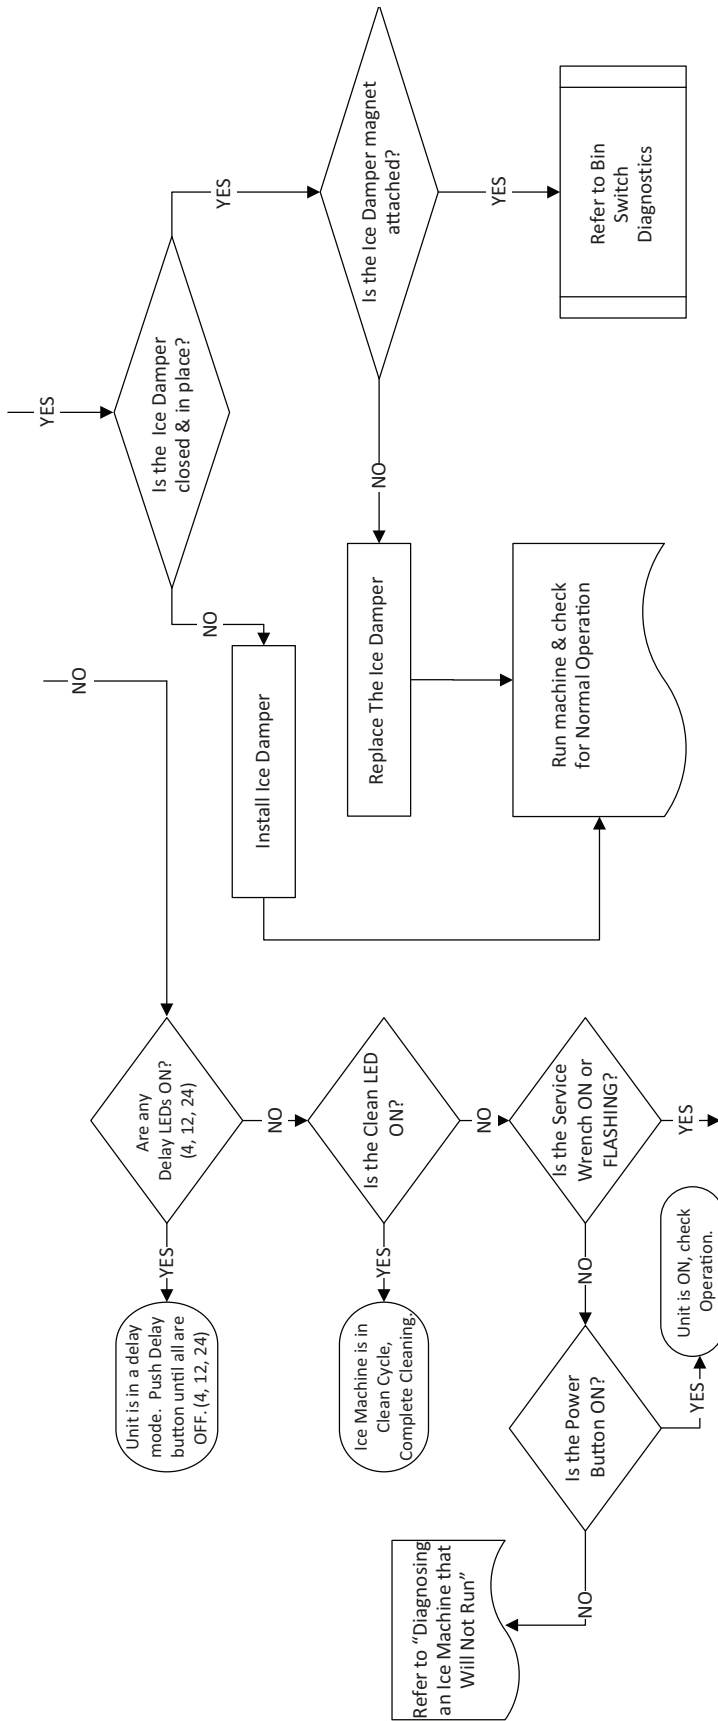 YES
Is the Ice Damper
closed & in place?
YES
Is the Ice Damper magnet
attached?
YES
Refer to Bin
Switch
Diagnostics
NO
Replace The Ice Damper
NO
Install Ice Damper
Run machine & check
for Normal Operation
NO
Are any
Delay LEDs ON?
(4, 12, 24)
YES
Unit is in a delay
mode. Push Delay
button until all are
OFF. (4, 12, 24)
NO
Is the Clean LED
ON?
YES
Ice Machine is in
Clean Cycle,
Complete Cleaning.
NO
Is the Service
Wrench ON or
FLASHING?
YES
NO
Is the Power
Button ON?
YES
Unit is ON, check
Operation.
NO
Refer to “Diagnosing
an Ice Machine that
Will Not Run”